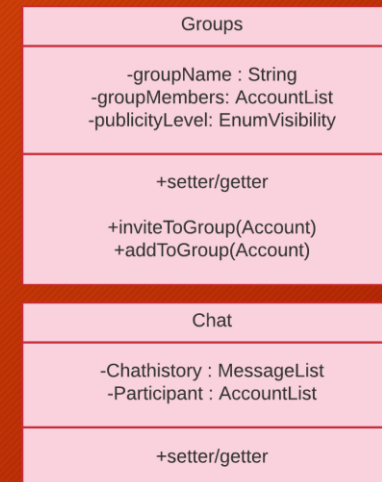 Groups
-groupName : String
-groupMembers: AccountList
-publicityLevel: EnumVisibility
+setter/getter
+inviteToGroup(Account)
+addToGroup(Account)
Chat
-Chathistory : MessageList
-Participant : AccountList
+setter/getter